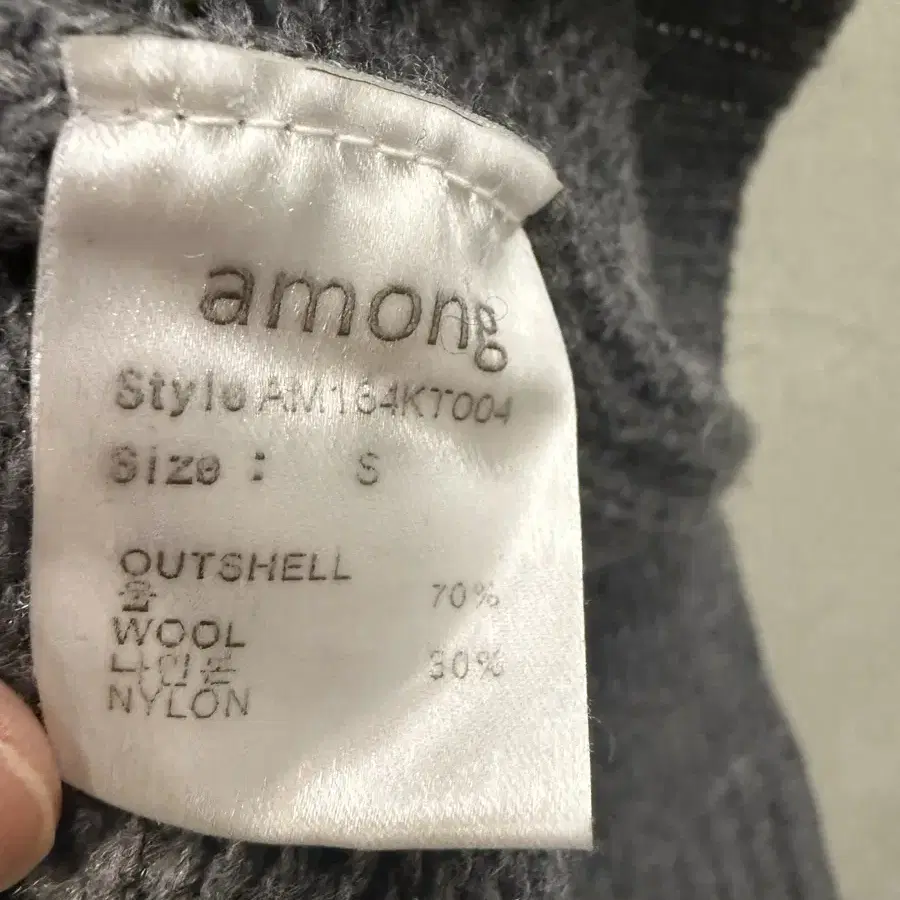 among
Style AM184KT004
Size : S
OUTSHELL
울 70%
WOOL
나일론 30%
NYLON